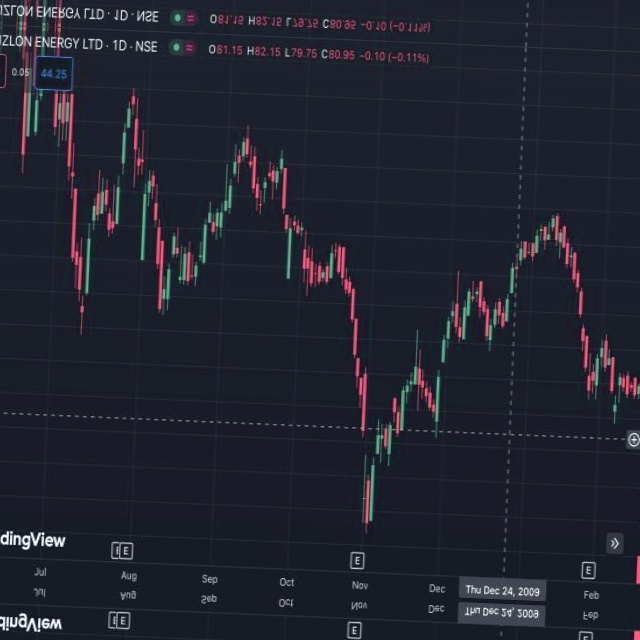 ZLON ENERGY LTD · 1D · NSE O81.15 H82.15 L79.75 C80.95 −0.10 (−0.11%)
UZLON ENERGY LTD · 1D · NSE O81.15 H82.15 L79.75 C80.95 −0.10 (−0.11%)
0.05 44.25
dingView
E E E
Jul Aug Sep Oct Nov Dec Thu Dec 24, 2009 Feb
Jul Aug Sep Oct Nov Dec Thu Dec 24, 2009 Feb
dingView E E